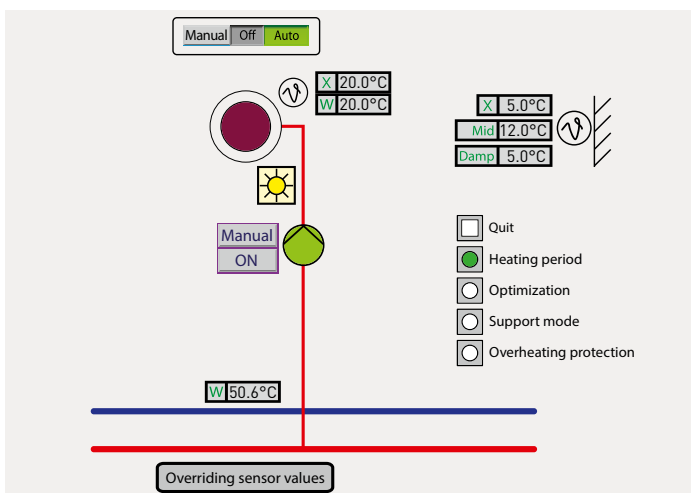 Manual Off Auto
X 20.0°C
W 20.0°C
X 5.0°C
Mid 12.0°C
Damp 5.0°C
Manual
ON
Quit
Heating period
Optimization
Support mode
Overheating protection
W 50.6°C
Overriding sensor values